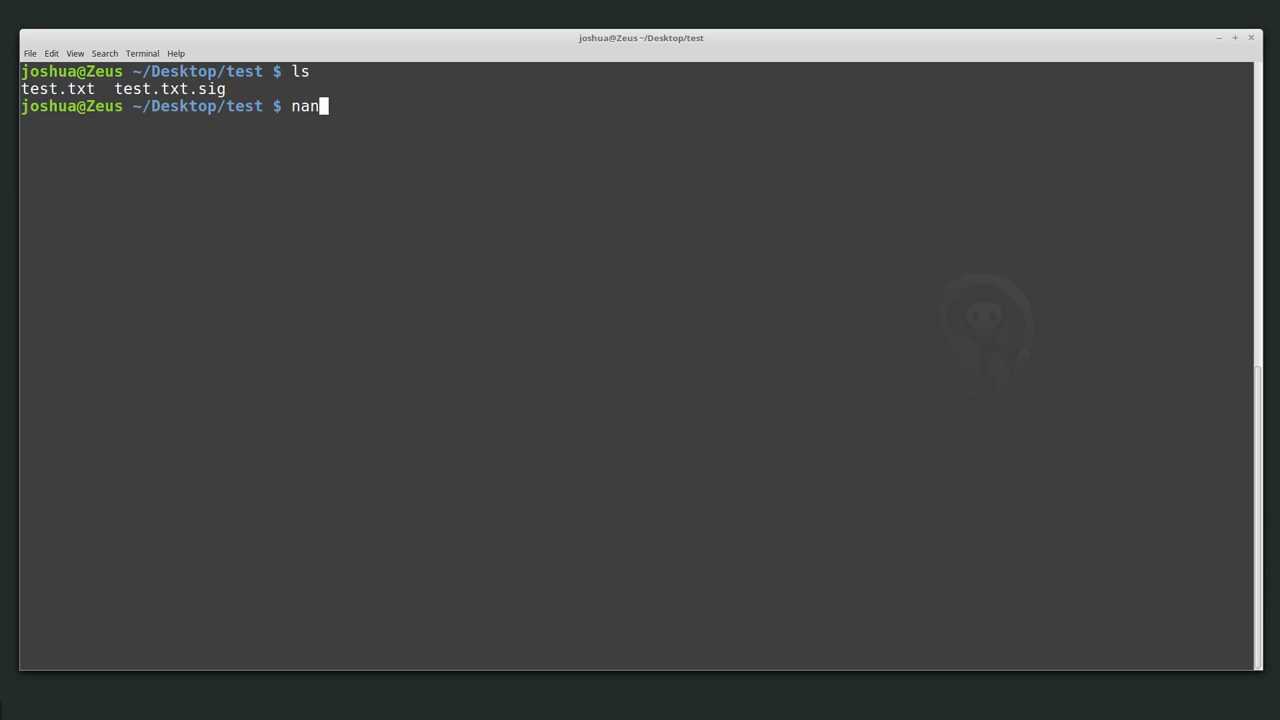 joshua@Zeus ~/Desktop/test
File Edit View Search Terminal Help
joshua@Zeus ~/Desktop/test $ ls
test.txt  test.txt.sig
joshua@Zeus ~/Desktop/test $ nan